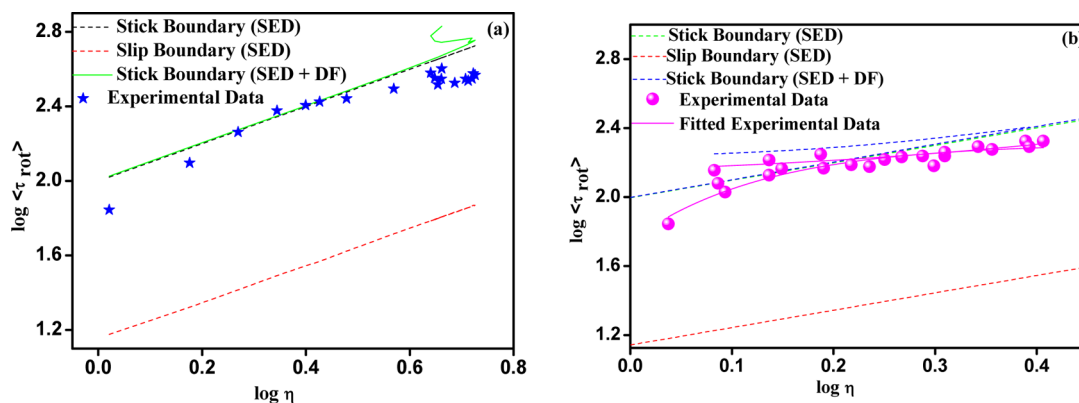 Stick Boundary (SED)
(a)
Slip Boundary (SED)
Stick Boundary (SED + DF)
Experimental Data
2.8
2.4
2.0
1.6
1.2
log <τ rot>
0.0 0.2 0.4 0.6 0.8
log η
Stick Boundary (SED)
(b)
Slip Boundary (SED)
Stick Boundary (SED + DF)
Experimental Data
Fitted Experimental Data
2.8
2.4
2.0
1.6
1.2
log <τ rot>
0.0 0.1 0.2 0.3 0.4
log η